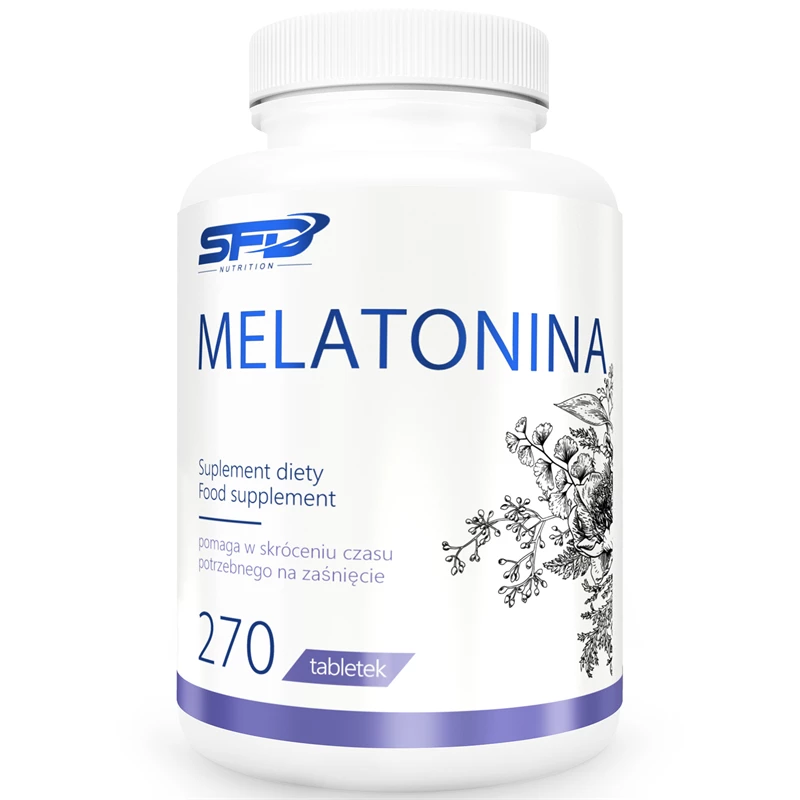 SFD
NUTRITION
MELATONINA
Suplement diety
Food supplement
pomaga w skróceniu czasu
potrzebnego na zaśnięcie
270 tabletek